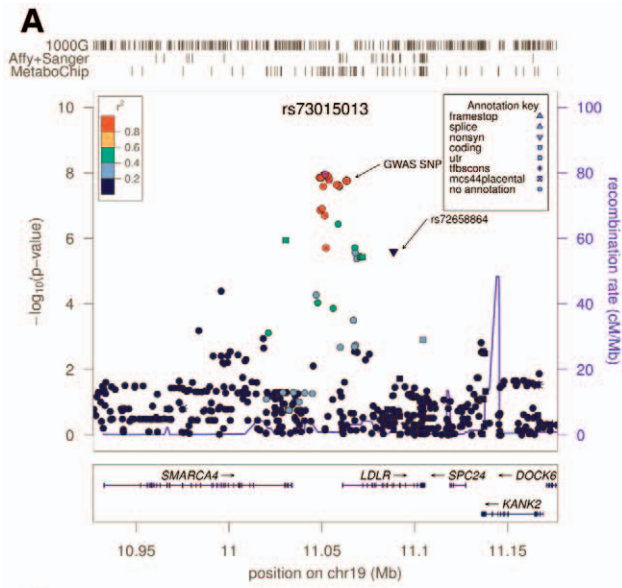 A
1000G
Affy+Sanger
MetaboChip
rs73015013
r²
0.8
0.6
0.4
0.2
Annotation key
framestop
splice
nonsyn
coding
utr
tfbscons
mcs44placental
no annotation
GWAS SNP
rs72658864
10
8
6
4
2
0
−log10(p-value)
100
80
60
40
20
0
recombination rate (cM/Mb)
SMARCA4
LDLR
SPC24
DOCK6
KANK2
10.95
11
11.05
11.1
11.15
position on chr19 (Mb)